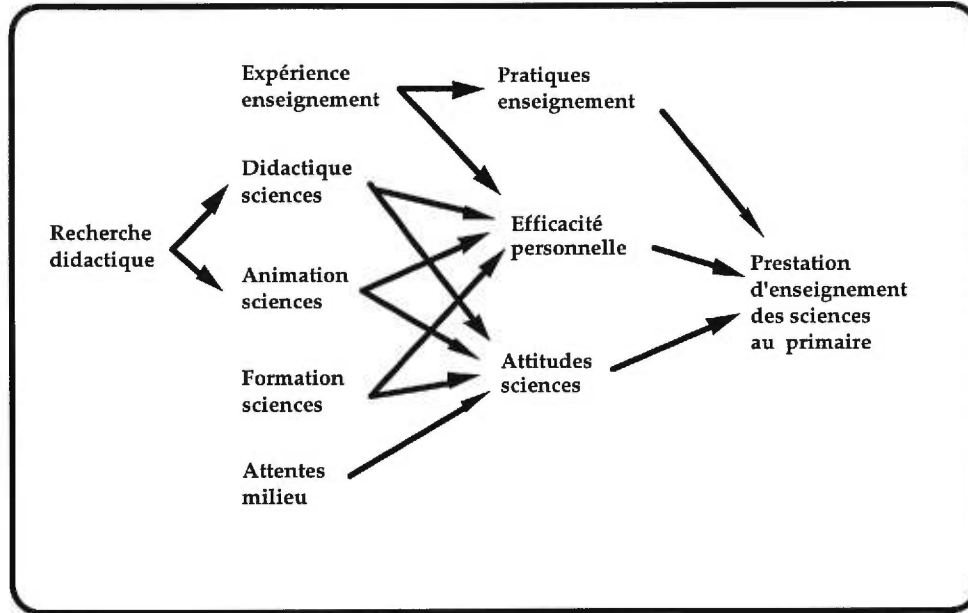 Expérience
enseignement
Pratiques
enseignement
Didactique
sciences
Recherche
didactique
Efficacité
personnelle
Animation
sciences
Prestation
d'enseignement
des sciences
au primaire
Formation
sciences
Attitudes
sciences
Attentes
milieu